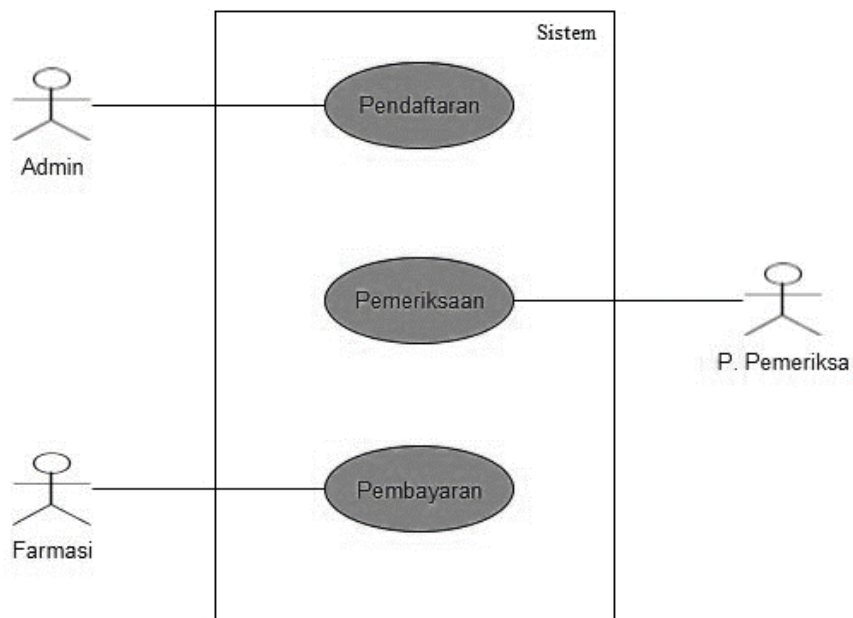 Sistem
Pendaftaran
Admin
Pemeriksaan
P. Pemeriksa
Pembayaran
Farmasi